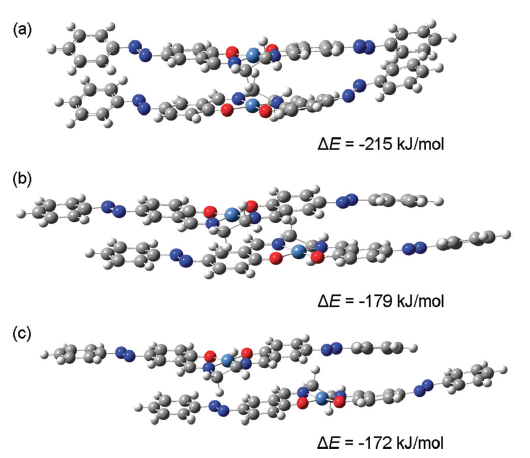 (a)
ΔE = -215 kJ/mol
(b)
ΔE = -179 kJ/mol
(c)
ΔE = -172 kJ/mol